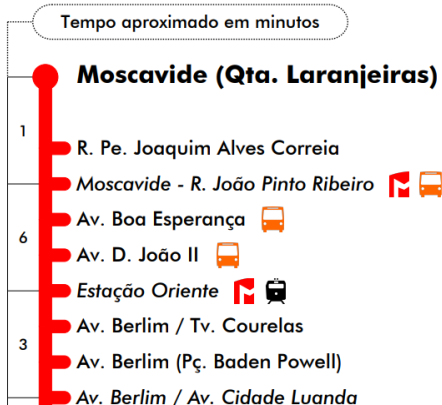 Tempo aproximado em minutos
Moscavide (Qta. Laranjeiras)
1
R. Pe. Joaquim Alves Correia
Moscavide - R. João Pinto Ribeiro
Av. Boa Esperança
6
Av. D. João II
Estação Oriente
Av. Berlim / Tv. Courelas
3
Av. Berlim (Pç. Baden Powell)
Av. Berlim / Av. Cidade Luanda